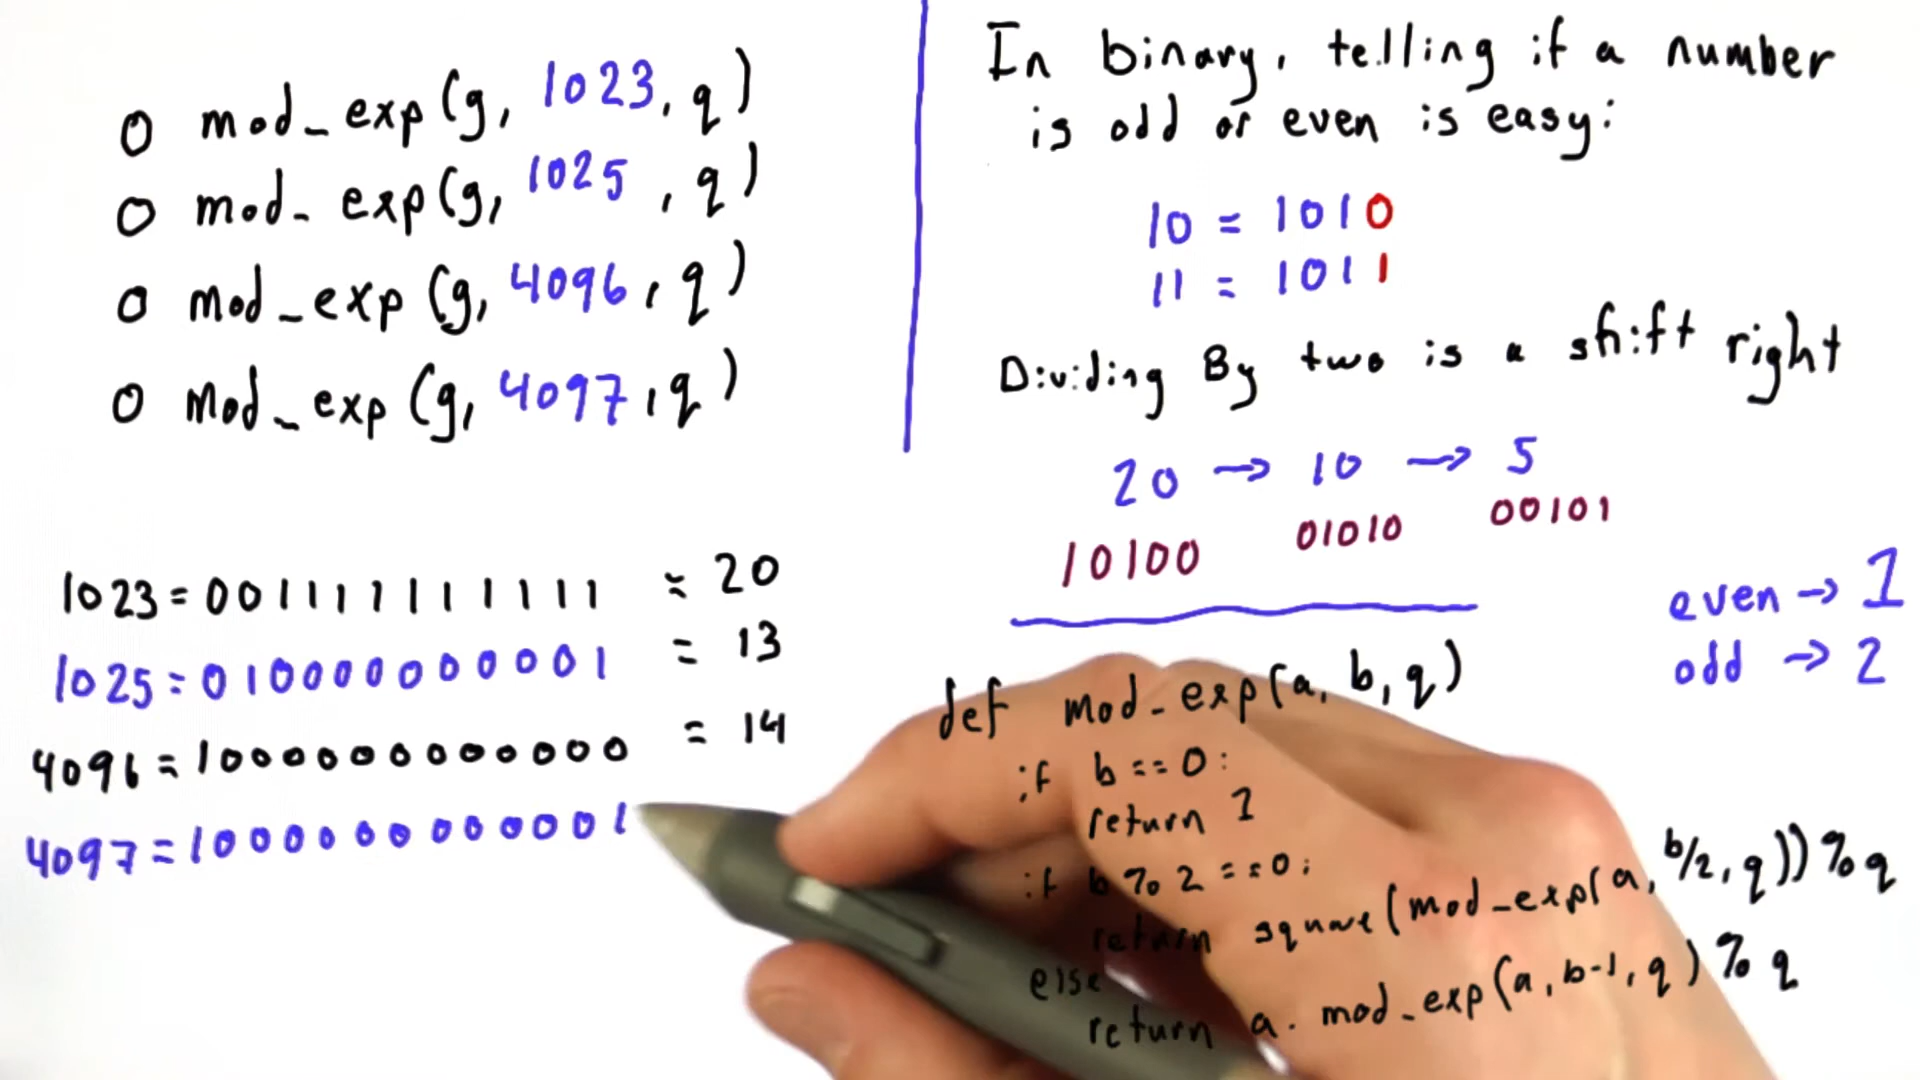 O mod_exp(g, 1023, q)
O mod_exp(g, 1025, q)
O mod_exp(g, 4096, q)
O mod_exp(g, 4097, q)
1023 = 001111111111 = 20
1025 = 010000000001 = 13
4096 = 1000000000000 = 14
4097 = 1000000000001
In binary, telling if a number
is odd or even is easy:
10 = 1010
11 = 1011
Dividing By two is a shift right
20 → 10 → 5
10100 01010 00101
even → 1
odd → 2
def mod_exp(a, b, q)
if b == 0:
return 1
if b % 2 == 0:
return square(mod_exp(a, b/2, q)) % q
else
return a. mod_exp(a, b-1, q) % q